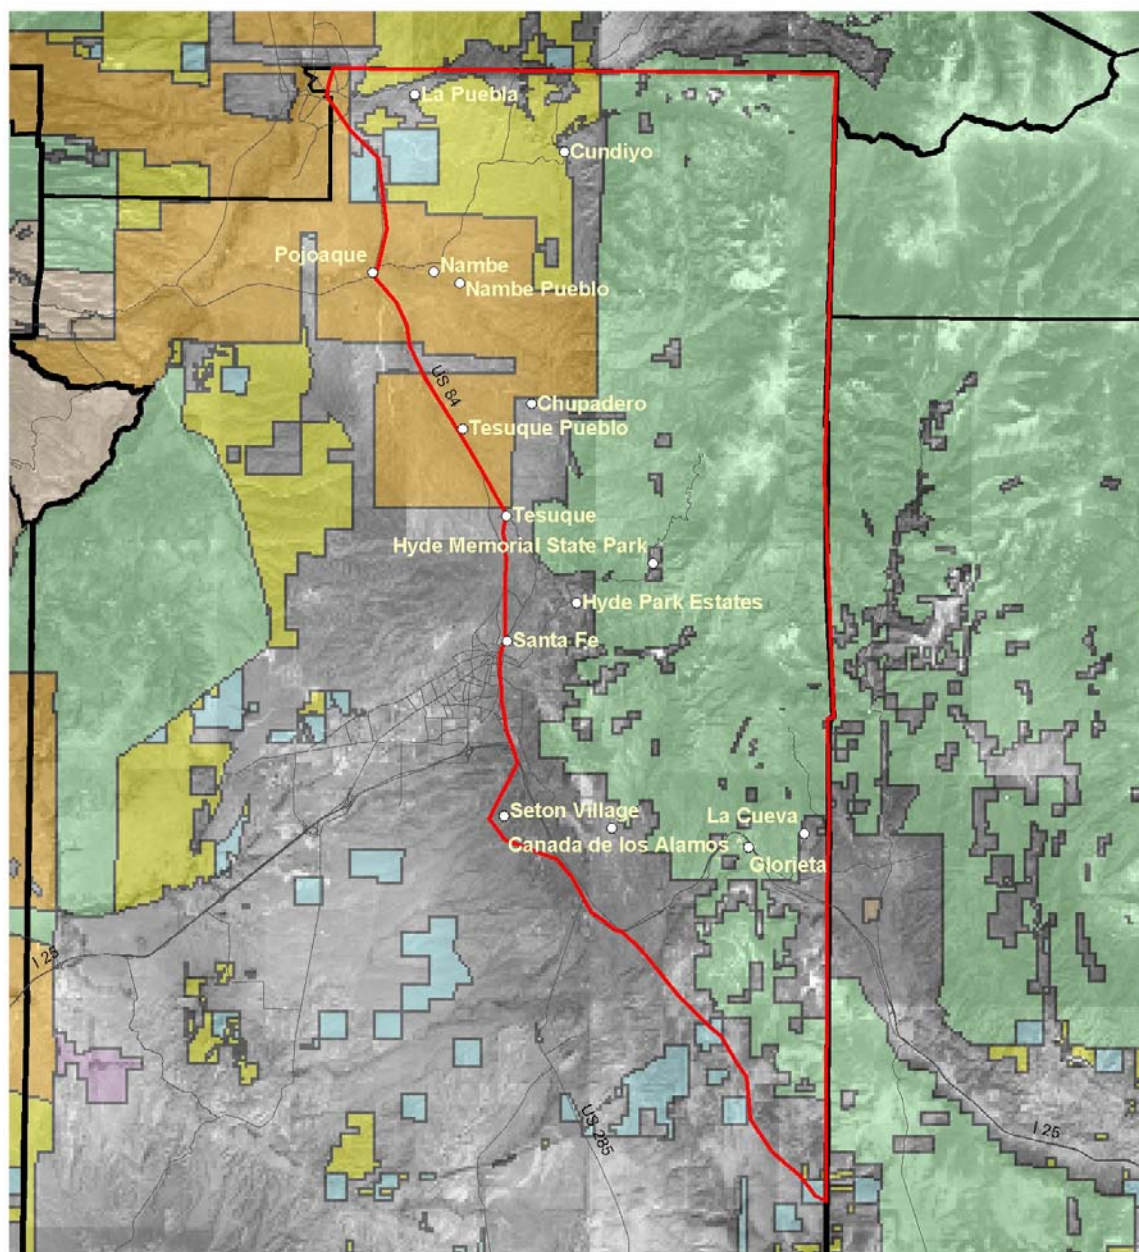 La Puebla
Cundiyo
Pojoaque
Nambe
Nambe Pueblo
US 84
Chupadero
Tesuque Pueblo
Tesuque
Hyde Memorial State Park
Hyde Park Estates
Santa Fe
Seton Village
La Cueva
Canada de los Alamos
Glorieta
I 25
US 285
I 25